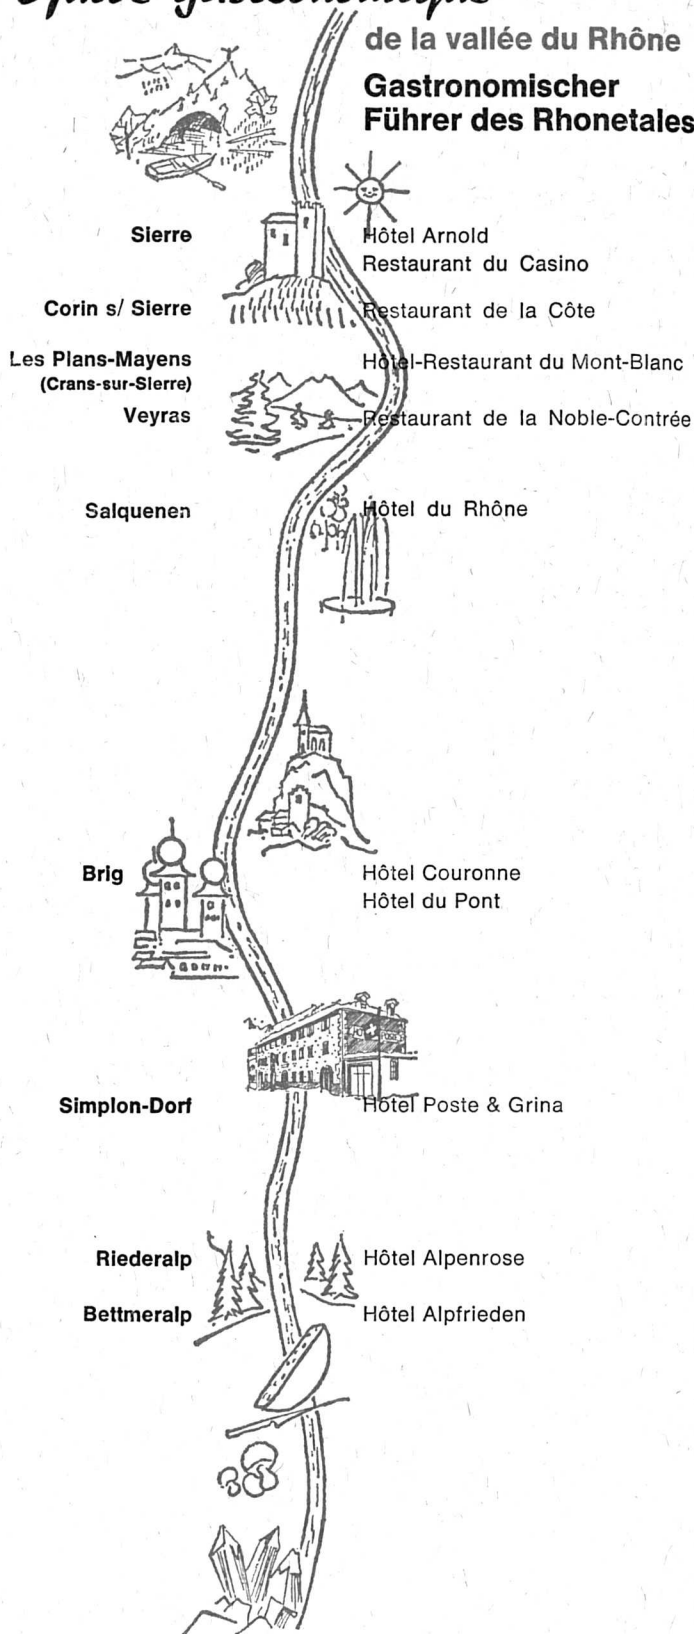 de la vallée du Rhône
Gastronomischer
Führer des Rhonetales
Sierre Hôtel Arnold
Restaurant du Casino
Corin s/ Sierre Restaurant de la Côte
Les Plans-Mayens Hôtel-Restaurant du Mont-Blanc
(Crans-sur-Sierre)
Veyras Restaurant de la Noble-Contrée
Salquenen Hôtel du Rhône
Brig Hôtel Couronne
Hôtel du Pont
Simplon-Dorf Hôtel Poste & Grina
Riederalp Hôtel Alpenrose
Bettmeralp Hôtel Alpfrieden